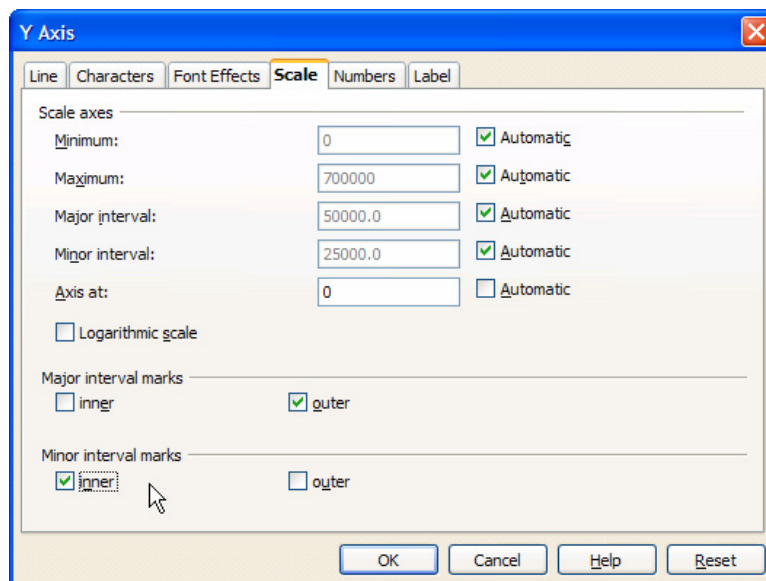 Y Axis
Line Characters Font Effects Scale Numbers Label
Scale axes
Minimum: 0 Automatic
Maximum: 700000 Automatic
Major interval: 50000.0 Automatic
Minor interval: 25000.0 Automatic
Axis at: 0 Automatic
Logarithmic scale
Major interval marks
inner outer
Minor interval marks
inner outer
OK Cancel Help Reset